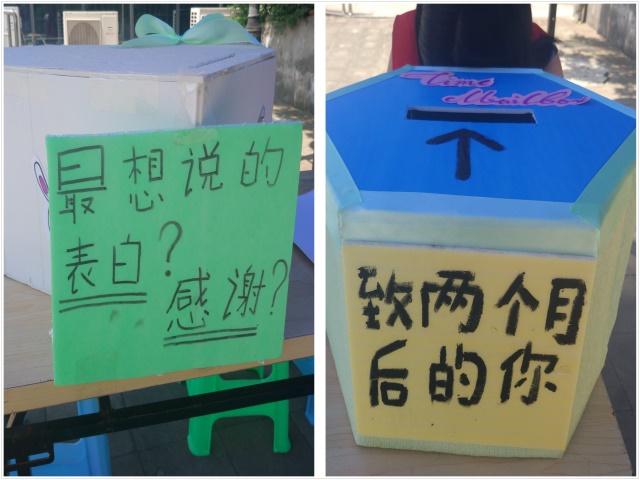 最想说的
表白?
感谢?
Time
Mailbox
致两个月
后的你